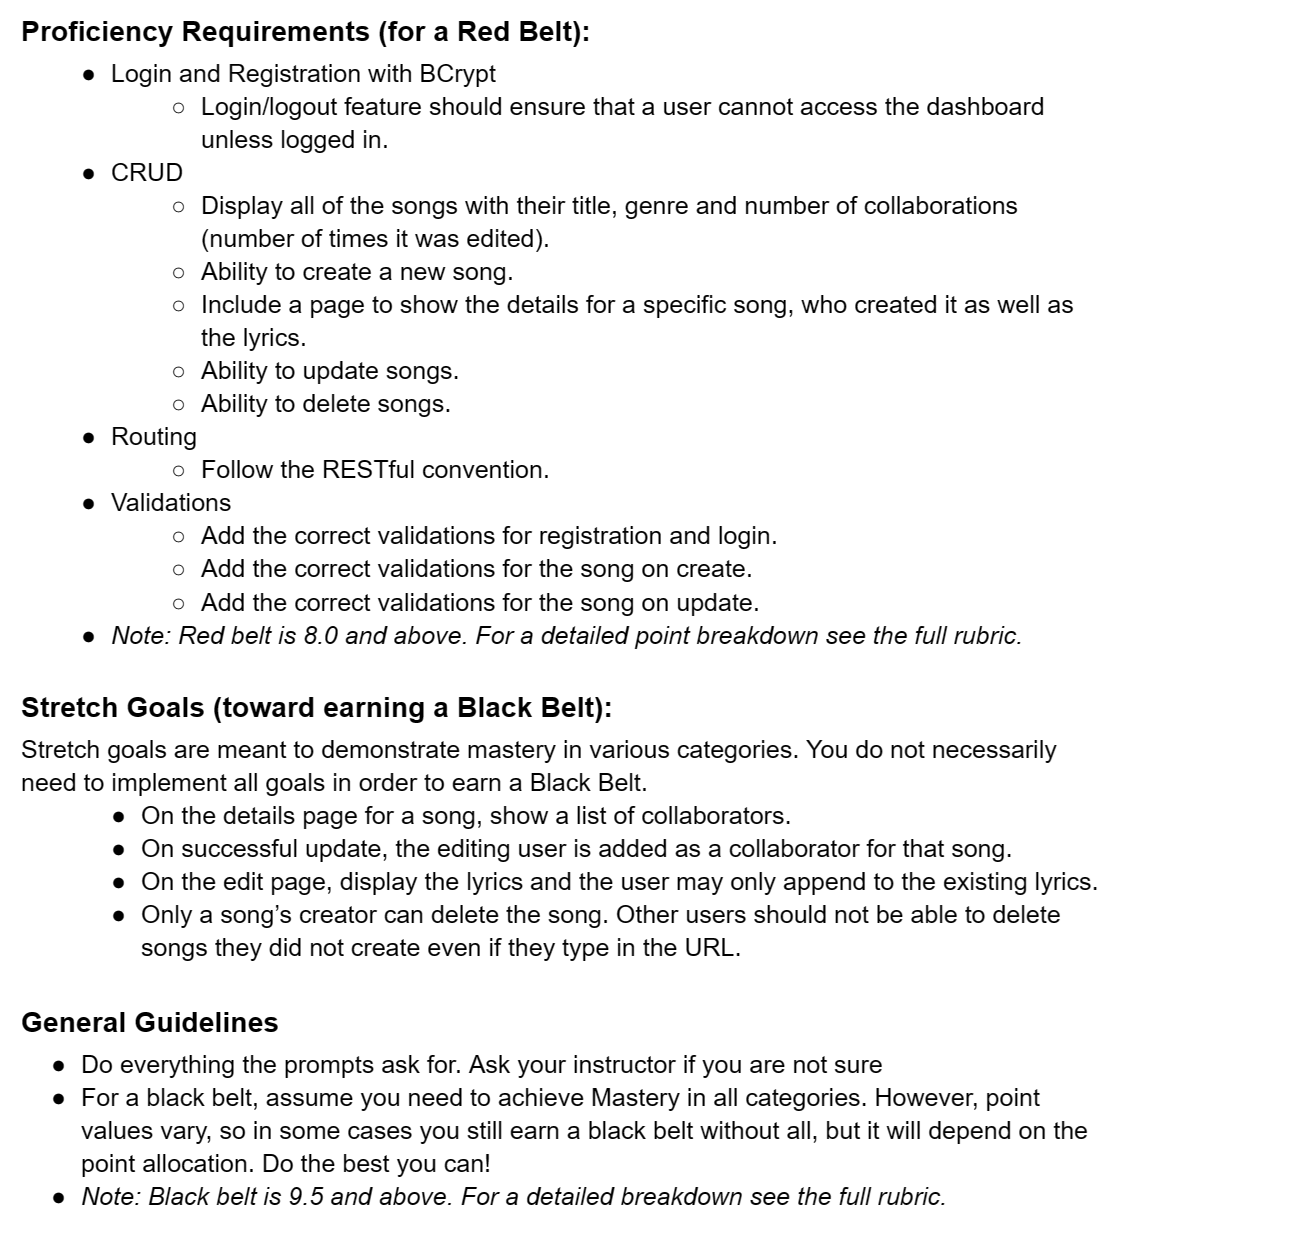 Proficiency Requirements (for a Red Belt):
● Login and Registration with BCrypt
○ Login/logout feature should ensure that a user cannot access the dashboard
unless logged in.
● CRUD
○ Display all of the songs with their title, genre and number of collaborations
(number of times it was edited).
○ Ability to create a new song.
○ Include a page to show the details for a specific song, who created it as well as
the lyrics.
○ Ability to update songs.
○ Ability to delete songs.
● Routing
○ Follow the RESTful convention.
● Validations
○ Add the correct validations for registration and login.
○ Add the correct validations for the song on create.
○ Add the correct validations for the song on update.
● Note: Red belt is 8.0 and above. For a detailed point breakdown see the full rubric.
Stretch Goals (toward earning a Black Belt):
Stretch goals are meant to demonstrate mastery in various categories. You do not necessarily
need to implement all goals in order to earn a Black Belt.
● On the details page for a song, show a list of collaborators.
● On successful update, the editing user is added as a collaborator for that song.
● On the edit page, display the lyrics and the user may only append to the existing lyrics.
● Only a song’s creator can delete the song. Other users should not be able to delete
songs they did not create even if they type in the URL.
General Guidelines
● Do everything the prompts ask for. Ask your instructor if you are not sure
● For a black belt, assume you need to achieve Mastery in all categories. However, point
values vary, so in some cases you still earn a black belt without all, but it will depend on the
point allocation. Do the best you can!
● Note: Black belt is 9.5 and above. For a detailed breakdown see the full rubric.